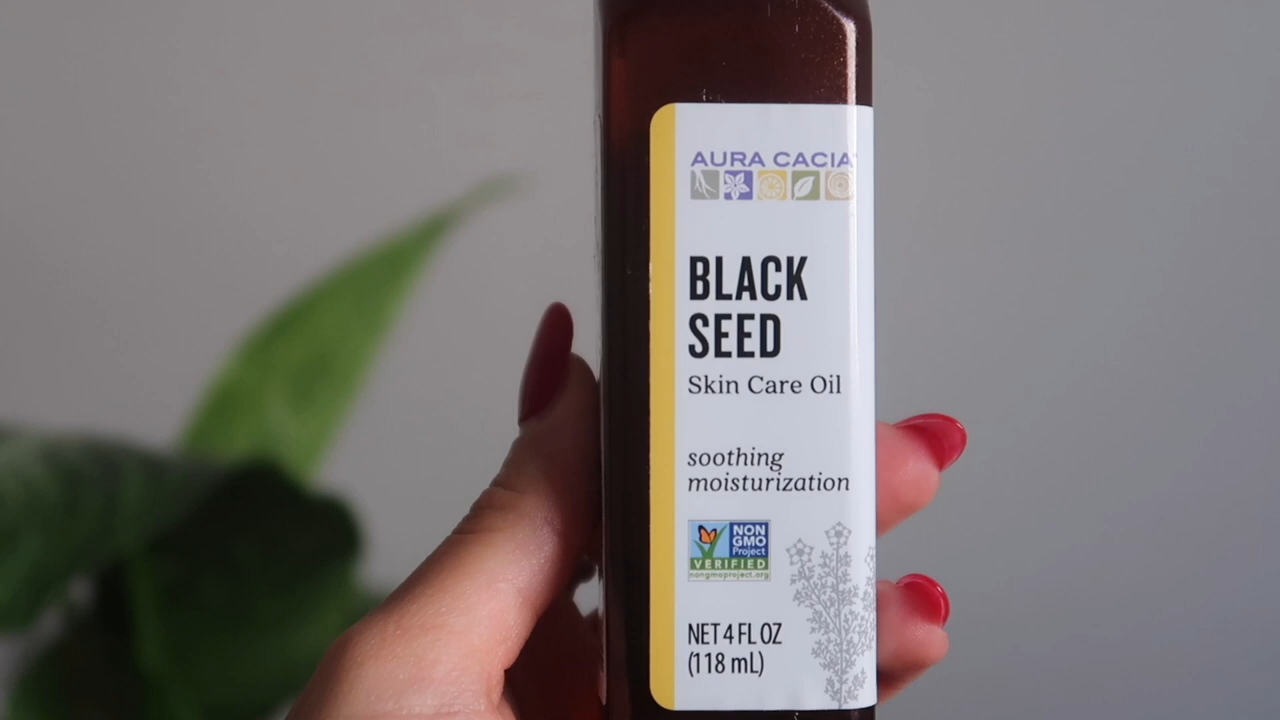 AURA CACIA
BLACK
SEED
Skin Care Oil
soothing
moisturization
NON
GMO
Project
VERIFIED
nongmoproject.org
NET 4 FL OZ
(118 mL)